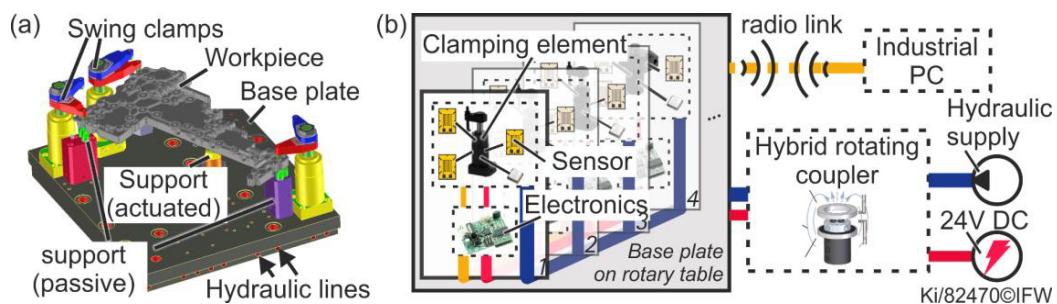 (a)
Swing clamps
Workpiece
Base plate
Support
(actuated)
support
(passive)
Hydraulic lines
(b)
Clamping element
Sensor
Electronics
1
2
3
4
...
Base plate
on rotary table
radio link
Industrial
PC
Hydraulic
supply
Hybrid rotating
coupler
24V DC
Ki/82470©IFW